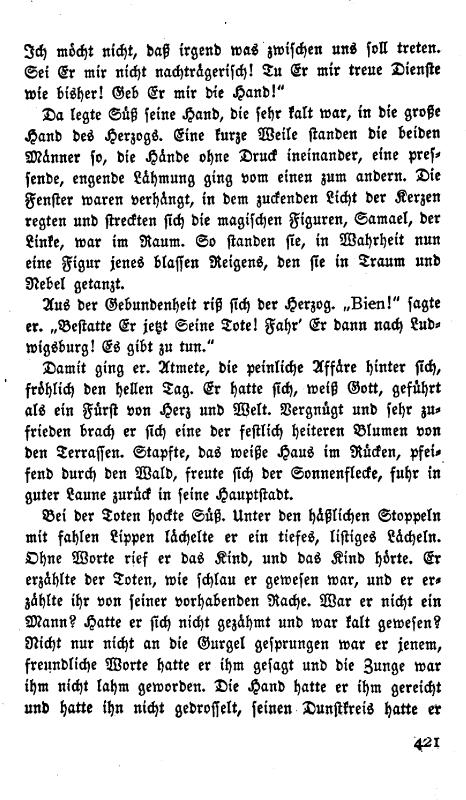 Ich möcht nicht, daß irgend was zwischen uns soll treten.
Sei Er mir nicht nachträgerisch! Tu Er mir treue Dienste
wie bisher! Geb Er mir die Hand!“
Da legte Süß seine Hand, die sehr kalt war, in die große
Hand des Herzogs. Eine kurze Weile standen die beiden
Männer so, die Hände ohne Druck ineinander, eine pres-
sende, engende Lähmung ging vom einen zum andern. Die
Fenster waren verhängt, in dem zuckenden Licht der Kerzen
regten und streckten sich die magischen Figuren, Samael, der
Linke, war im Raum. So standen sie, in Wahrheit nun
eine Figur jenes blassen Reigens, den sie in Traum und
Nebel getanzt.
Aus der Gebundenheit riß sich der Herzog. „Bien!“ sagte
er. „Bestatte Er jetzt Seine Tote! Fahr' Er dann nach Lud-
wigsburg! Es gibt zu tun.“
Damit ging er. Atmete, die peinliche Affäre hinter sich,
fröhlich den hellen Tag. Er hatte sich, weiß Gott, geführt
als ein Fürst von Herz und Welt. Vergnügt und sehr zu-
frieden brach er sich eine der festlich heiteren Blumen von
den Terrassen. Stapfte, das weiße Haus im Rücken, pfei-
fend durch den Wald, freute sich der Sonnenflecke, fuhr in
guter Laune zurück in seine Hauptstadt.
Bei der Toten hockte Süß. Unter den häßlichen Stoppeln
mit fahlen Lippen lächelte er ein tiefes, listiges Lächeln.
Ohne Worte rief er das Kind, und das Kind hörte. Er
erzählte der Toten, wie schlau er gewesen war, und er er-
zählte ihr von seiner vorhabenden Rache. War er nicht ein
Mann? Hatte er sich nicht gezähmt und war kalt gewesen?
Nicht nur nicht an die Gurgel gesprungen war er jenem,
freundliche Worte hatte er ihm gesagt und die Zunge war
ihm nicht lahm geworden. Die Hand hatte er ihm gereicht
und hatte ihn nicht gedrosselt, seinen Dunstkreis hatte er
421